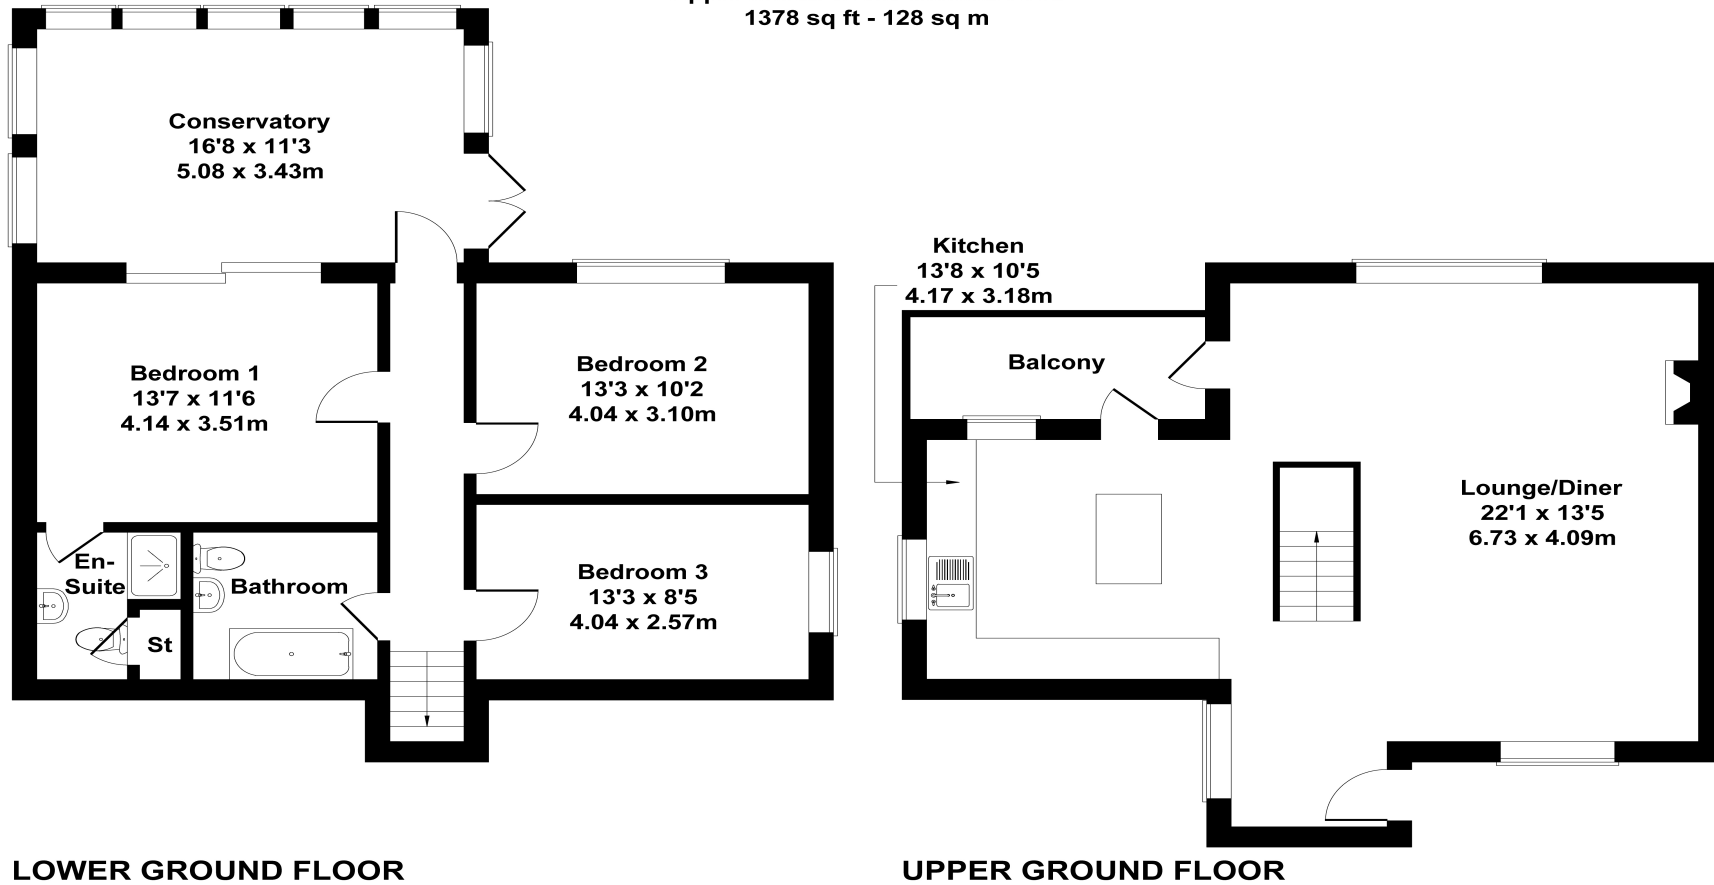 1378 sq ft - 128 sq m
Conservatory
16'8 x 11'3
5.08 x 3.43m
Bedroom 1
13'7 x 11'6
4.14 x 3.51m
Bedroom 2
13'3 x 10'2
4.04 x 3.10m
En-
Suite
St
Bathroom
Bedroom 3
13'3 x 8'5
4.04 x 2.57m
LOWER GROUND FLOOR
Kitchen
13'8 x 10'5
4.17 x 3.18m
Balcony
Lounge/Diner
22'1 x 13'5
6.73 x 4.09m
UPPER GROUND FLOOR